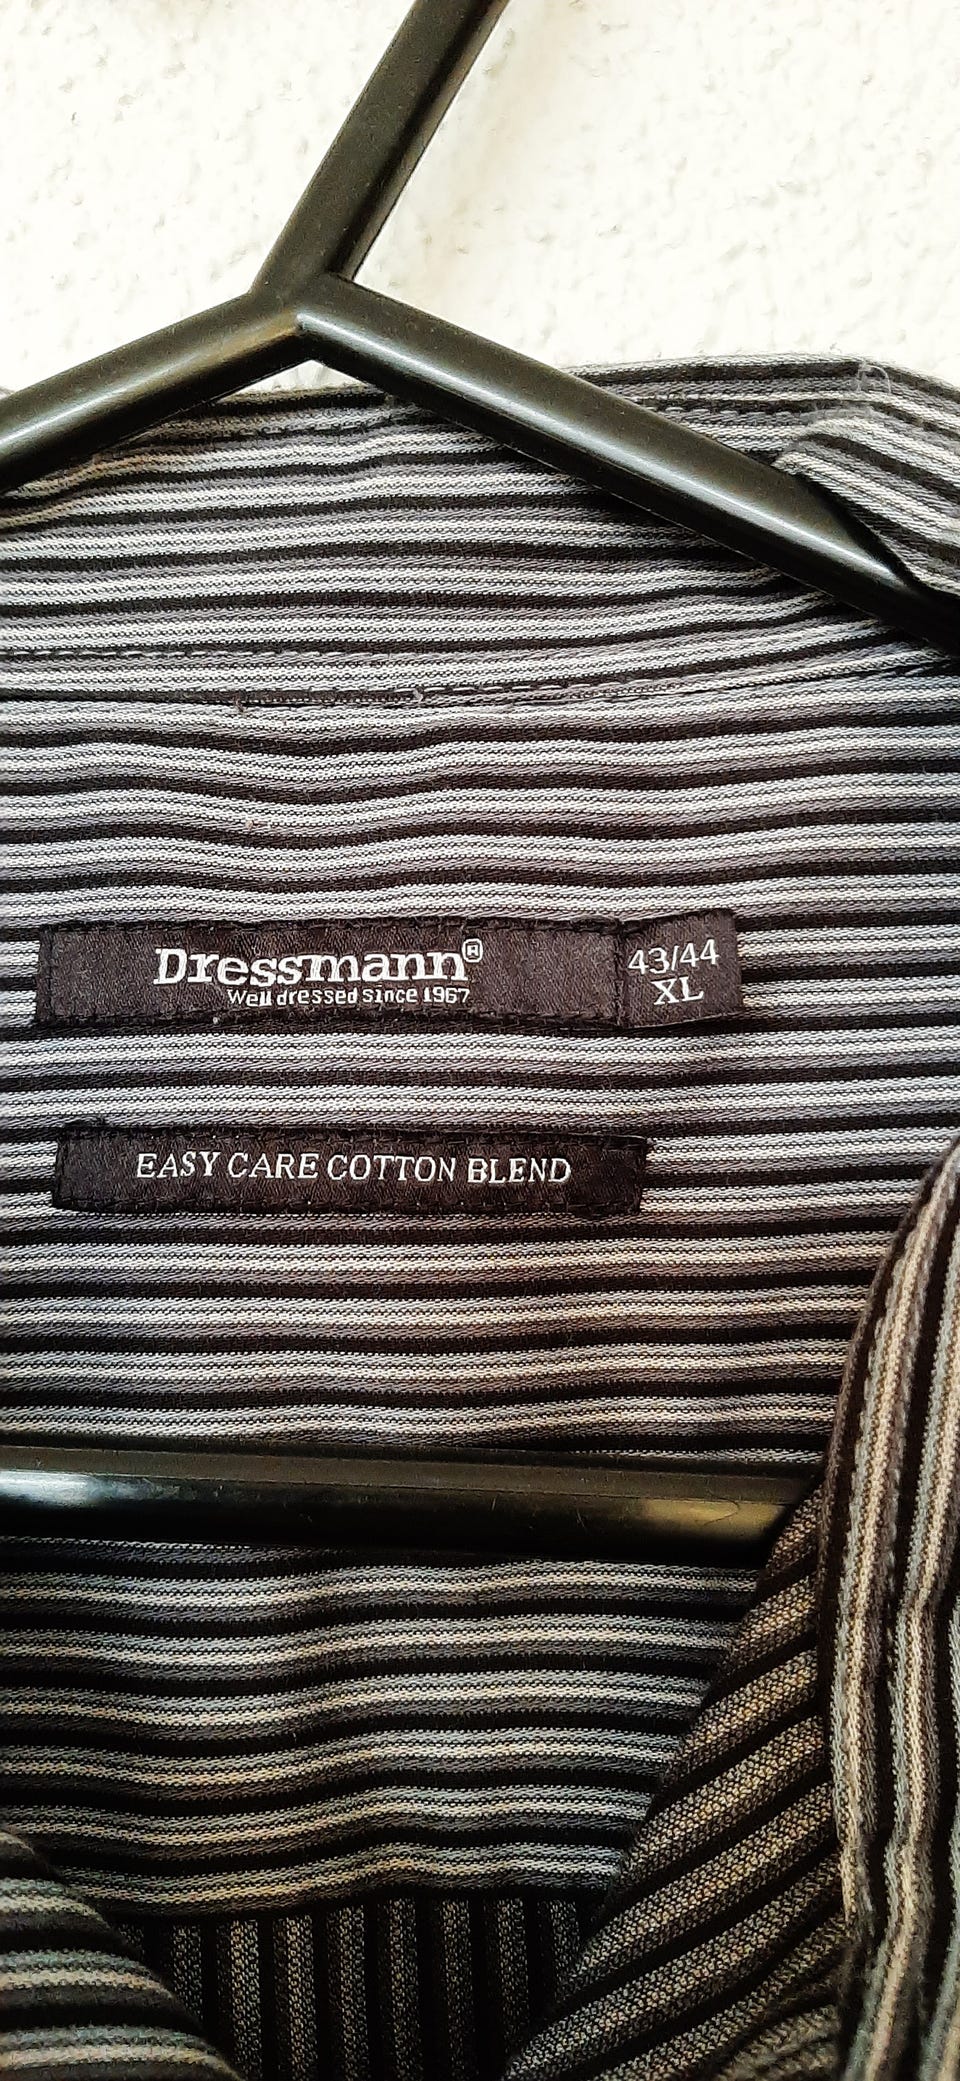 Dressmann®
Well dressed since 1967
43/44
XL
EASY CARE COTTON BLEND